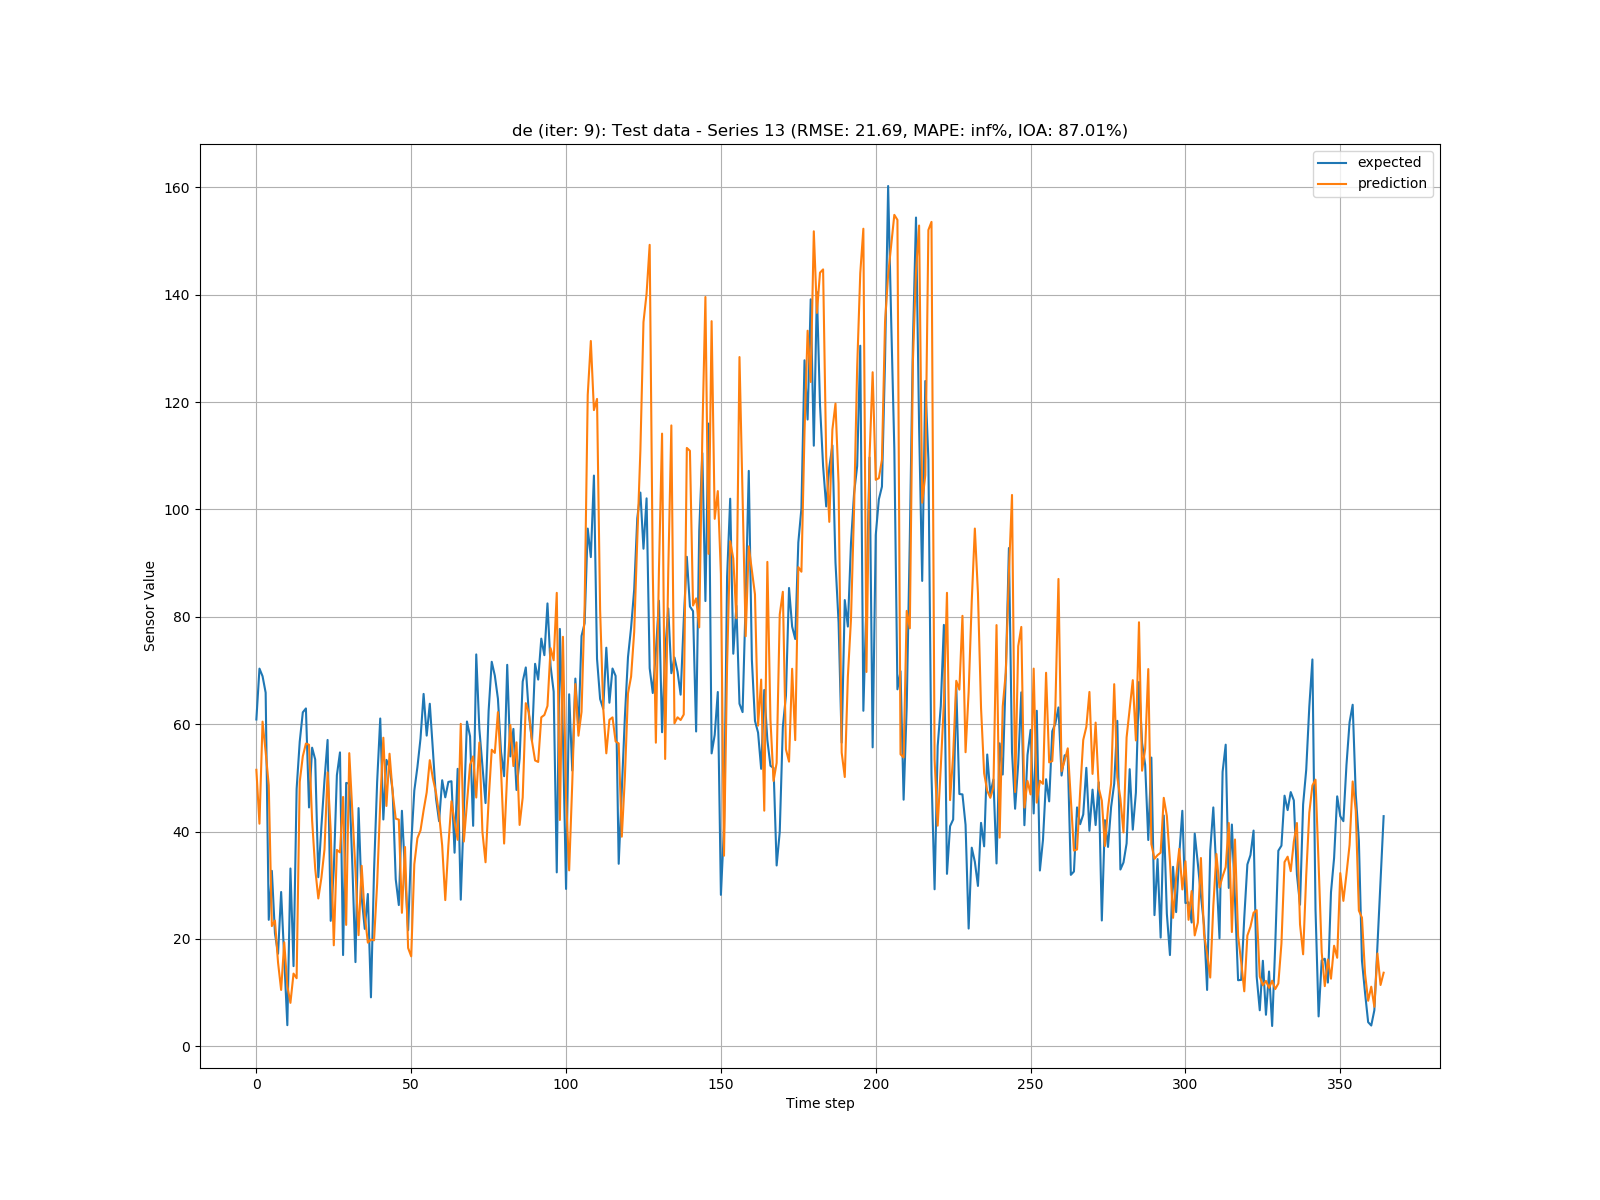 de (iter: 9): Test data - Series 13 (RMSE: 21.69, MAPE: inf%, IOA: 87.01%)
expected
prediction
160
140
120
100
80
60
40
20
0
Sensor Value
0 50 100 150 200 250 300 350
Time step